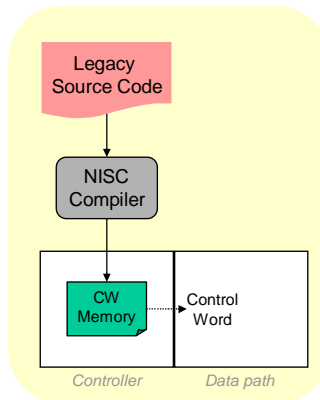 Legacy
Source Code
NISC
Compiler
CW
Memory
Control
Word
Controller
Data path